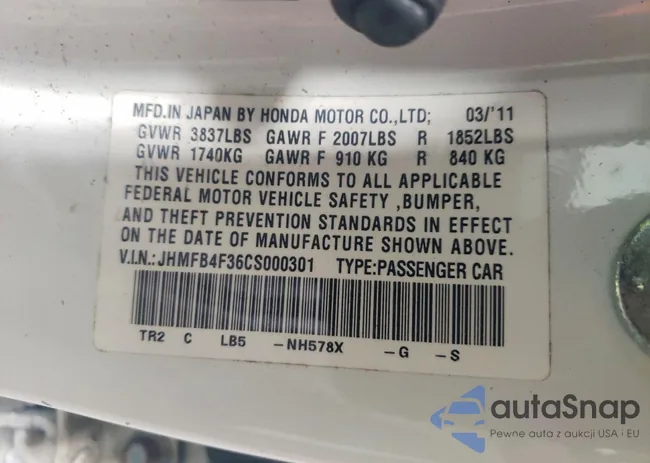 MFD.IN JAPAN BY HONDA MOTOR CO.,LTD; 03/'11
GVWR 3837LBS GAWR F 2007LBS R 1852LBS
GVWR 1740KG GAWR F 910 KG R 840 KG
THIS VEHICLE CONFORMS TO ALL APPLICABLE
FEDERAL MOTOR VEHICLE SAFETY ,BUMPER,
AND THEFT PREVENTION STANDARDS IN EFFECT
ON THE DATE OF MANUFACTURE SHOWN ABOVE.
V.I.N.: JHMFB4F36CS000301 TYPE:PASSENGER CAR
TR2 C LB5 -NH578X -G -S
autaSnap
Pewne auta z aukcji USA i EU